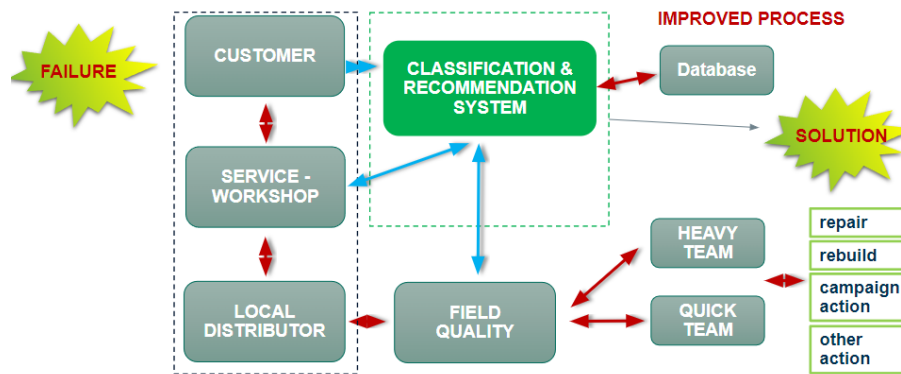 IMPROVED PROCESS
FAILURE
CUSTOMER
CLASSIFICATION &
RECOMMENDATION
SYSTEM
Database
SOLUTION
SERVICE -
WORKSHOP
HEAVY
TEAM
repair
rebuild
campaign
action
other
action
LOCAL
DISTRIBUTOR
FIELD
QUALITY
QUICK
TEAM